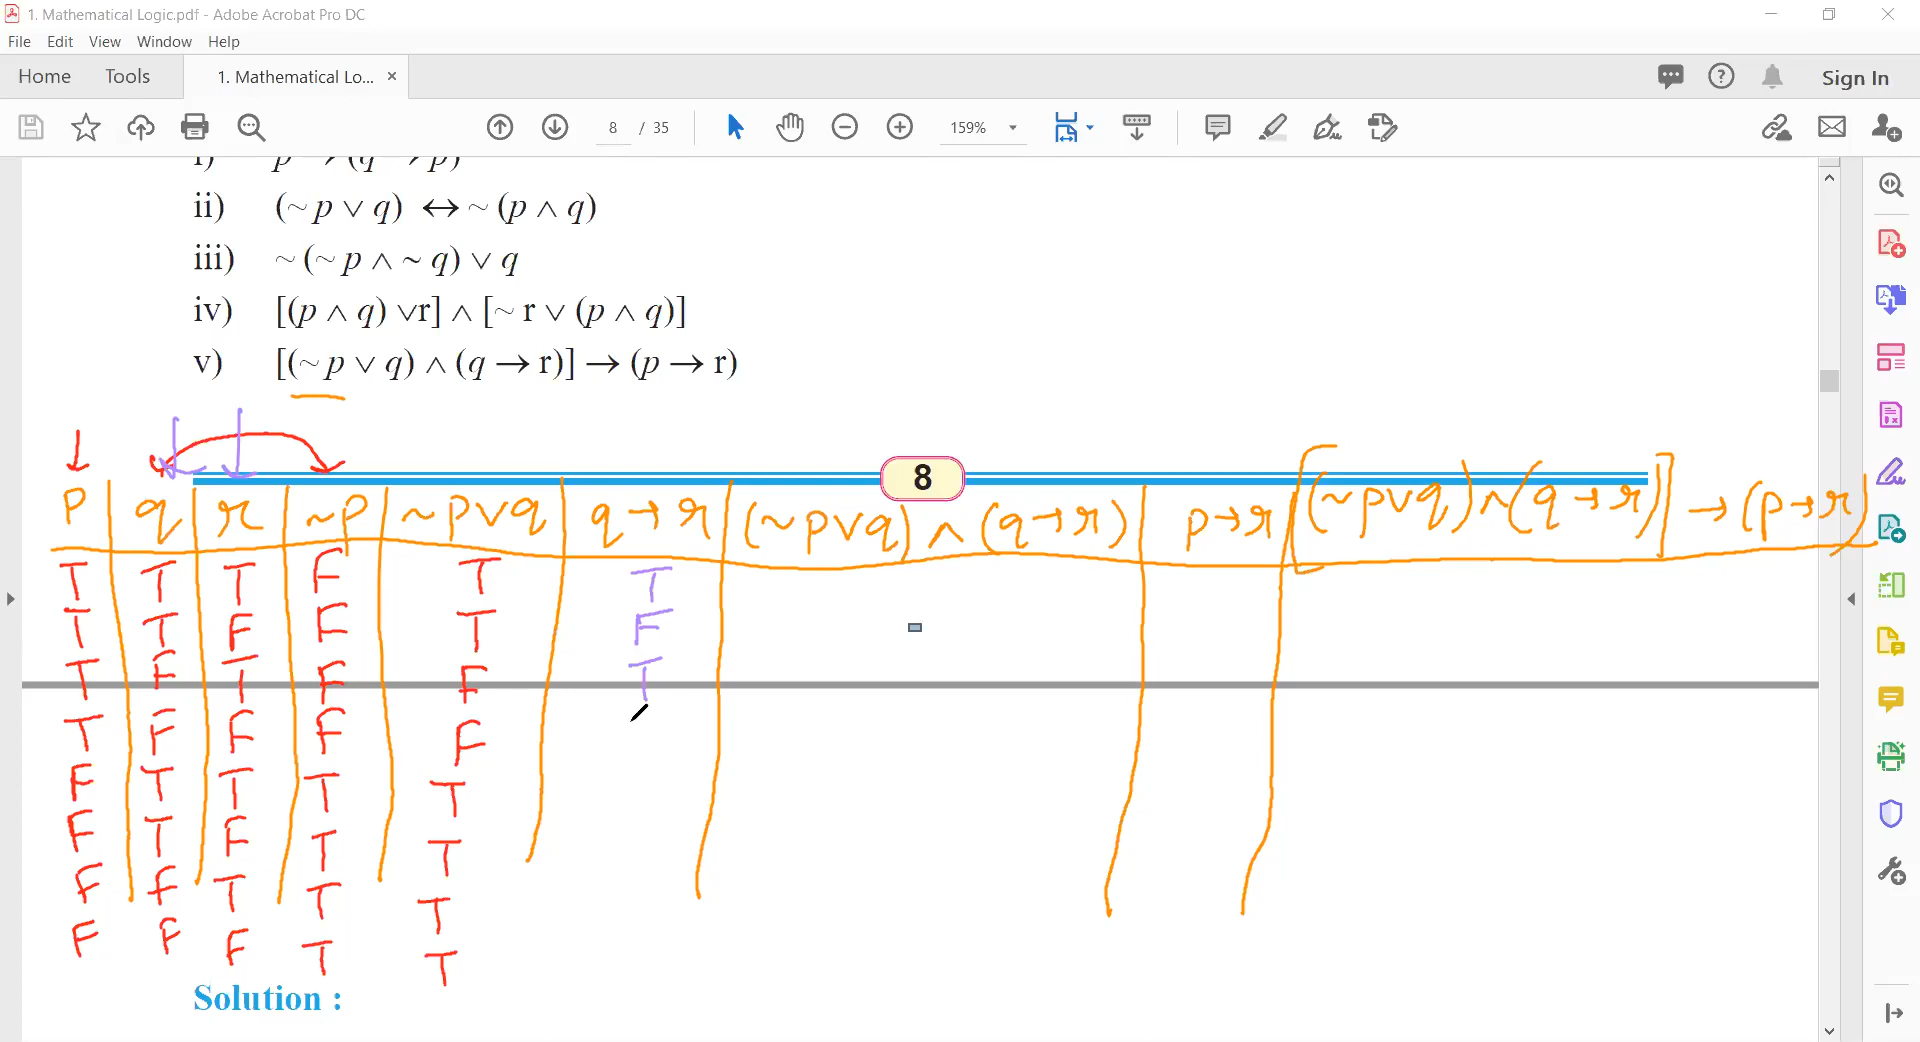 1. Mathematical Logic.pdf - Adobe Acrobat Pro DC
File Edit View Window Help
Home Tools 1. Mathematical Lo... × Sign In
8 / 35 159%
i) p → (q → p)
ii) (~ p ∨ q) ↔ ~ (p ∧ q)
iii) ~ (~ p ∧ ~ q) ∨ q
iv) [(p ∧ q) ∨r] ∧ [~ r ∨ (p ∧ q)]
v) [(~ p ∨ q) ∧ (q → r)] → (p → r)
8
P q r ~p ~p∨q q→r (~p∨q)∧(q→r) p→r [(~p∨q)∧(q→r)]→(p→r)
T T T F T T
T T F F T F
T F T F F T
T F F F F
F T T T T
F T F T T
F F T T T
F F F T T
Solution :